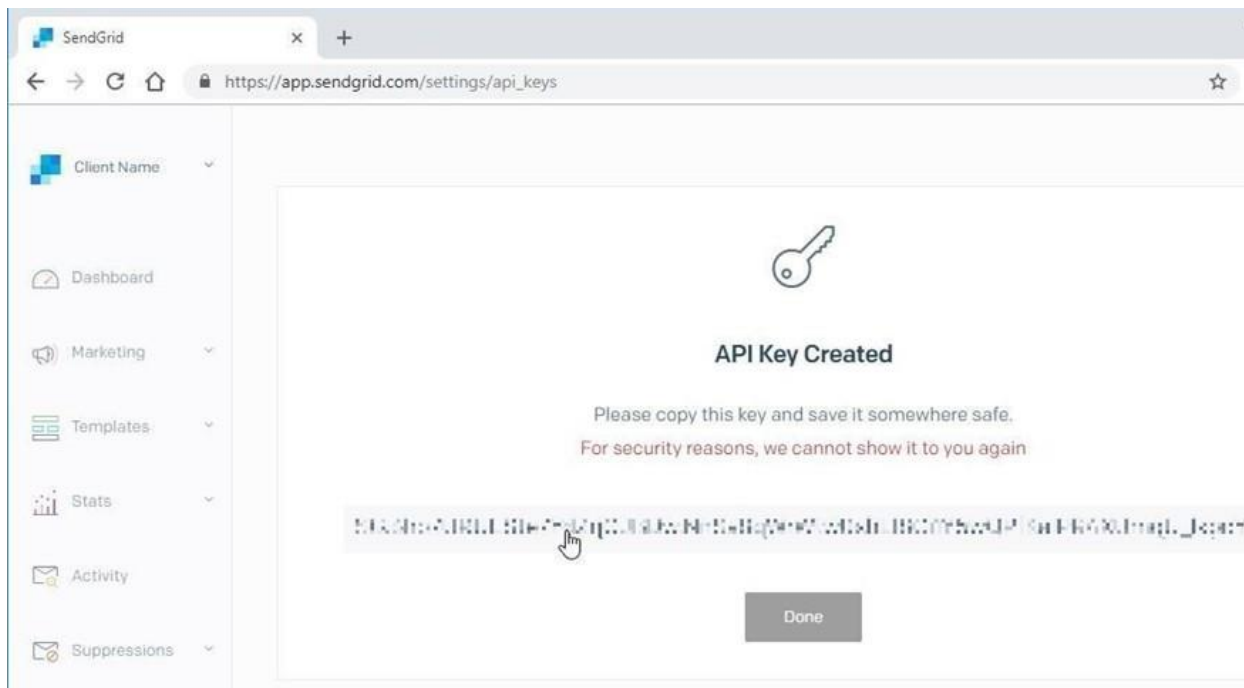 SendGrid
https://app.sendgrid.com/settings/api_keys
Client Name
Dashboard
Marketing
Templates
Stats
Activity
Suppressions
API Key Created
Please copy this key and save it somewhere safe.
For security reasons, we cannot show it to you again
Done